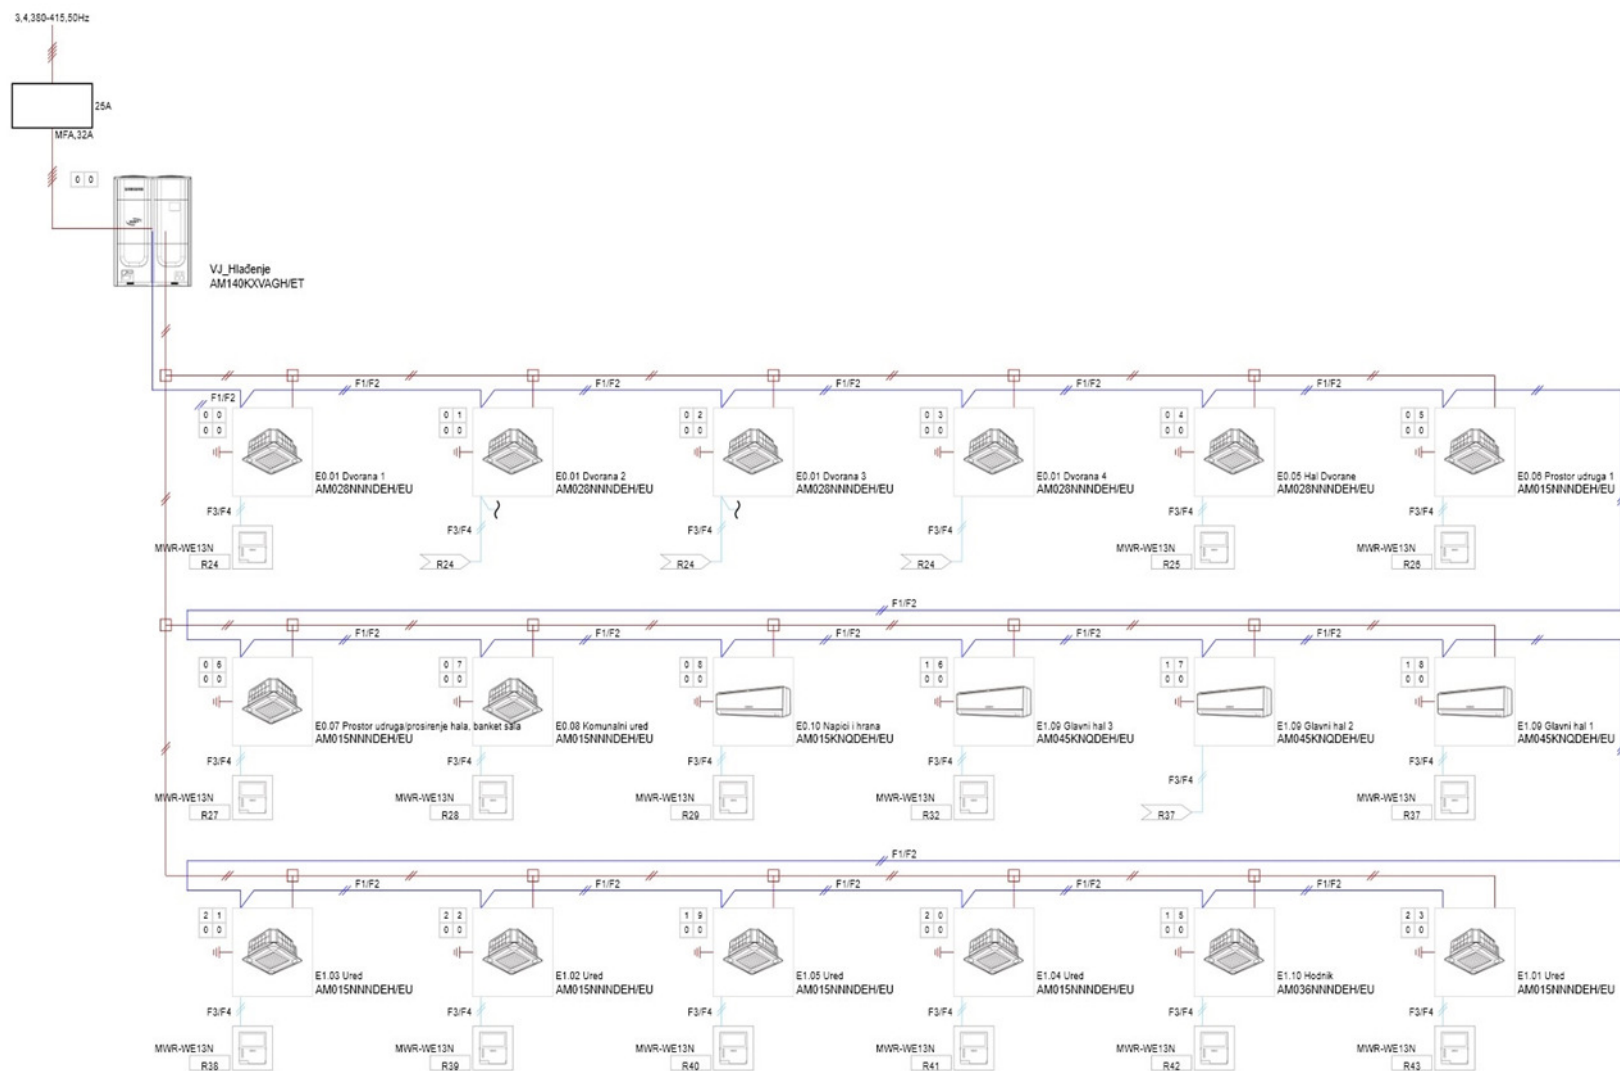 3,4,380-415,50Hz
25A
MFA,32A
0 0
VJ_Hlađenje
AM140KXVAGH/ET
F1/F2 F1/F2 F1/F2 F1/F2 F1/F2
F1/F2
0 0 0 1 0 2 0 3 0 4 0 5
0 0 0 0 0 0 0 0 0 0 0 0
E0.01 Dvorana 1 E0.01 Dvorana 2 E0.01 Dvorana 3 E0.01 Dvorana 4 E0.05 Hal Dvorane E0.06 Prostor udruga 1
AM028NNNDEH/EU AM028NNNDEH/EU AM028NNNDEH/EU AM028NNNDEH/EU AM028NNNDEH/EU AM015NNNDEH/EU
F3/F4 F3/F4 F3/F4 F3/F4 F3/F4 F3/F4
MWR-WE13N MWR-WE13N MWR-WE13N
R24 R24 R24 R24 R25 R26
F1/F2
F1/F2 F1/F2 F1/F2 F1/F2 F1/F2
0 6 0 7 0 8 1 6 1 7 1 8
0 0 0 0 0 0 0 0 0 0 0 0
E0.07 Prostor udruga/prosirenje hala, banket sala E0.08 Komunalni ured E0.10 Napici i hrana E1.09 Glavni hal 3 E1.09 Glavni hal 2 E1.09 Glavni hal 1
AM015NNNDEH/EU AM015NNNDEH/EU AM015KNQDEH/EU AM045KNQDEH/EU AM045KNQDEH/EU AM045KNQDEH/EU
F3/F4 F3/F4 F3/F4 F3/F4 F3/F4 F3/F4
MWR-WE13N MWR-WE13N MWR-WE13N MWR-WE13N MWR-WE13N
R27 R28 R29 R32 R37 R37
F1/F2
F1/F2 F1/F2 F1/F2 F1/F2 F1/F2
2 1 2 2 1 9 2 0 1 5 2 3
0 0 0 0 0 0 0 0 0 0 0 0
E1.03 Ured E1.02 Ured E1.05 Ured E1.04 Ured E1.10 Hodnik E1.01 Ured
AM015NNNDEH/EU AM015NNNDEH/EU AM015NNNDEH/EU AM015NNNDEH/EU AM036NNNDEH/EU AM015NNNDEH/EU
F3/F4 F3/F4 F3/F4 F3/F4 F3/F4 F3/F4
MWR-WE13N MWR-WE13N MWR-WE13N MWR-WE13N MWR-WE13N MWR-WE13N
R38 R39 R40 R41 R42 R43